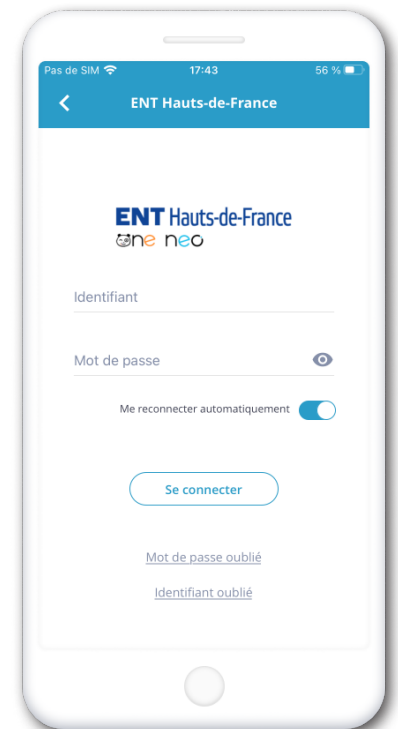 Pas de SIM 17:43 56 %
ENT Hauts-de-France
ENT Hauts-de-France
one neo
Identifiant
Mot de passe
Me reconnecter automatiquement
Se connecter
Mot de passe oublié
Identifiant oublié